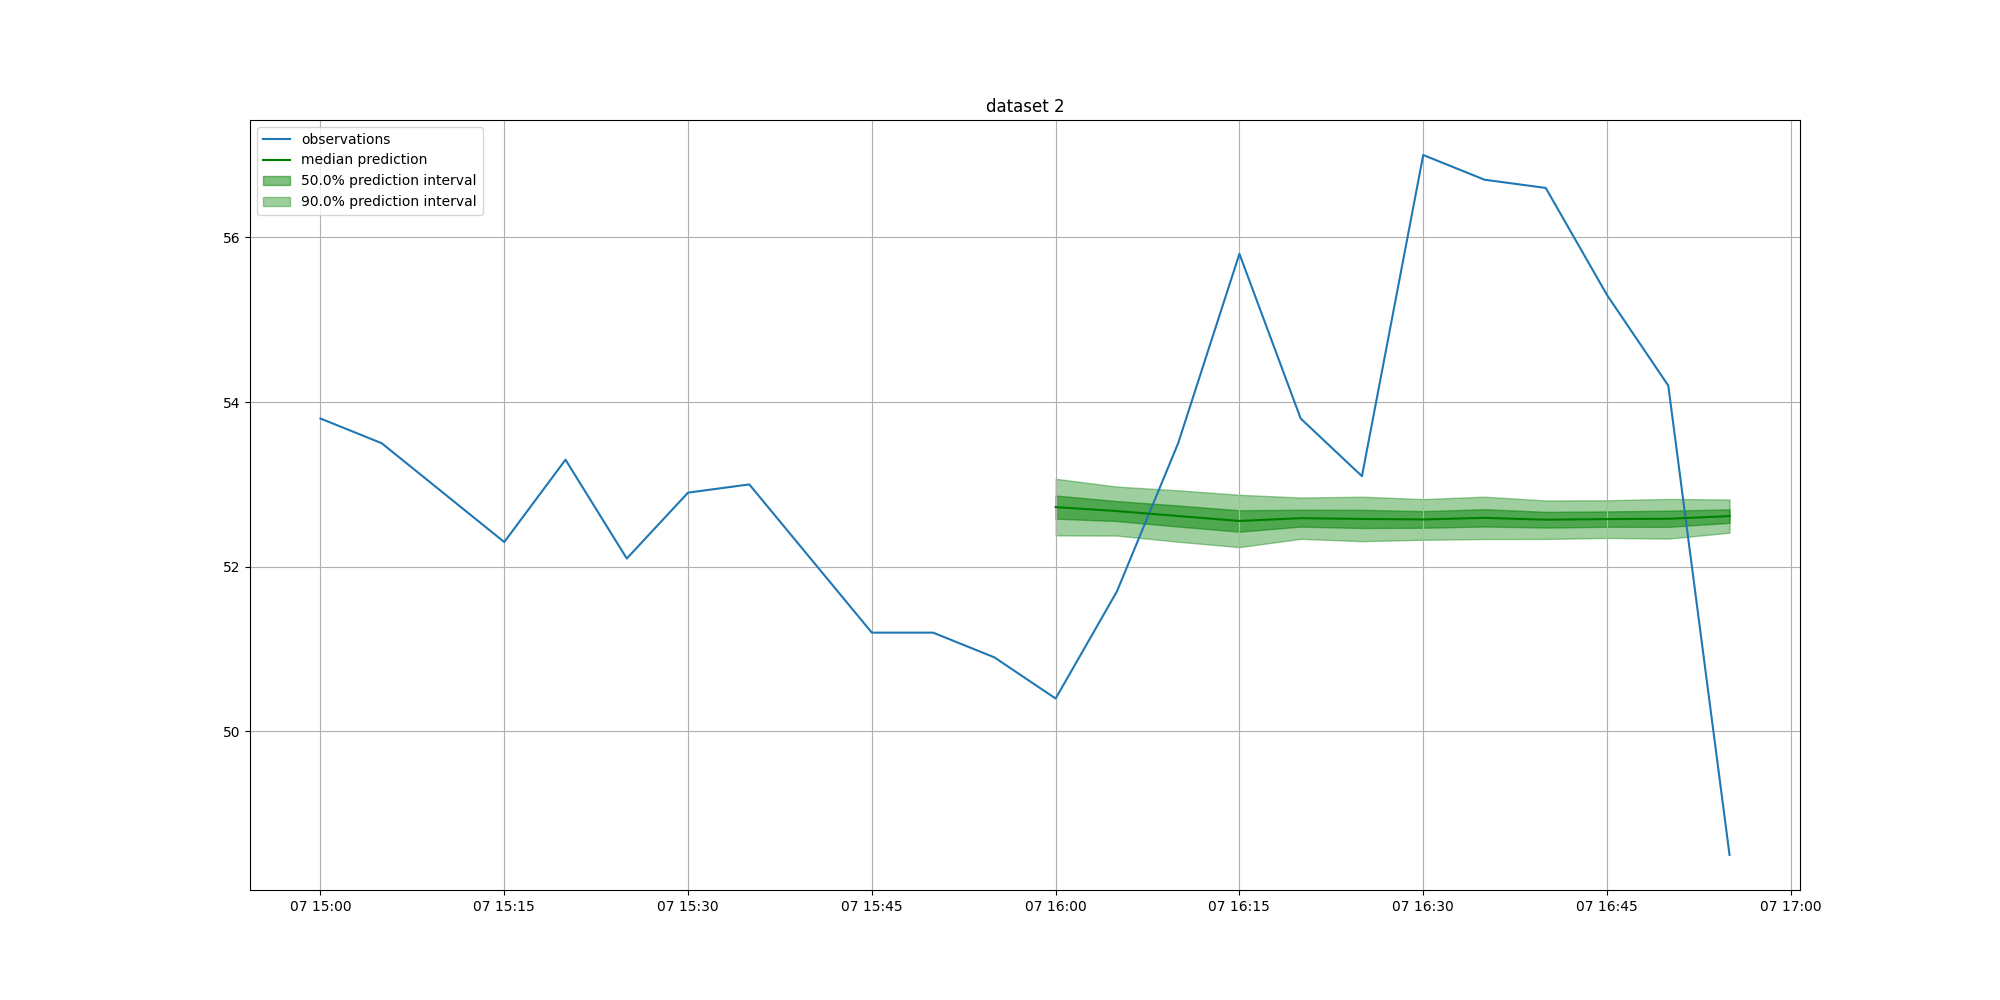 dataset 2
observations
median prediction
50.0% prediction interval
90.0% prediction interval
56
54
52
50
07 15:00 07 15:15 07 15:30 07 15:45 07 16:00 07 16:15 07 16:30 07 16:45 07 17:00